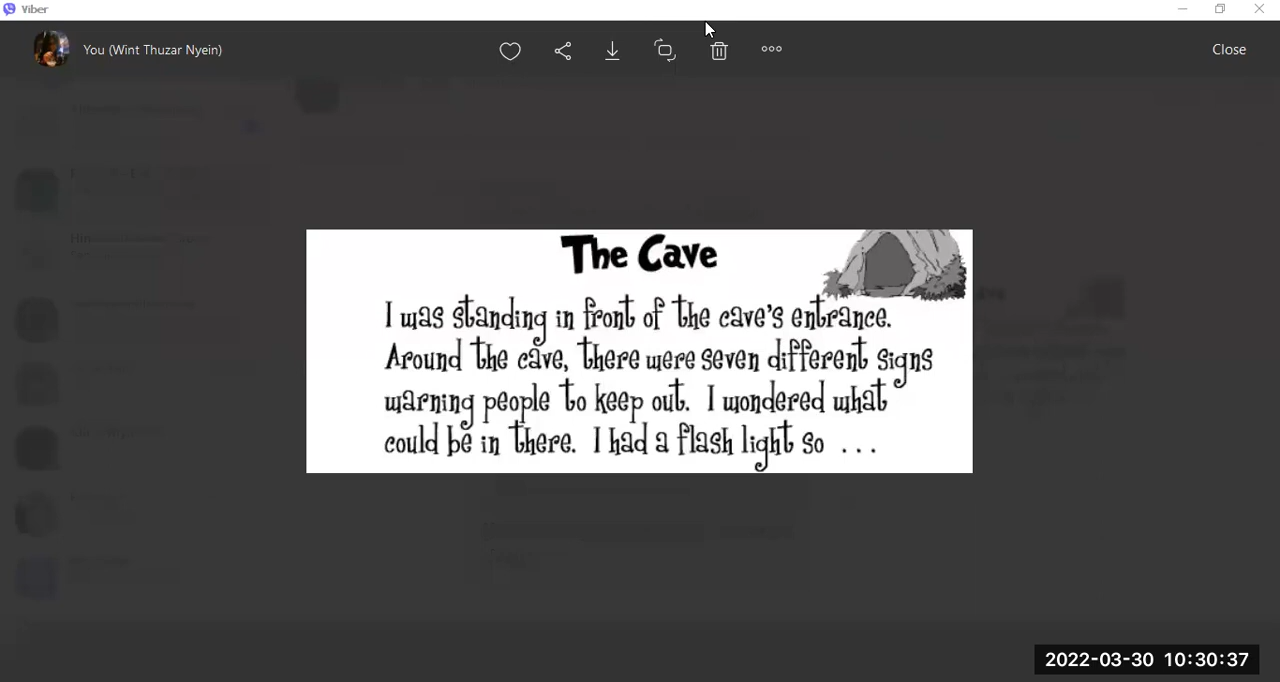 Viber
You (Wint Thuzar Nyein)
Close
The Cave
I was standing in front of the cave's entrance.
Around the cave, there were seven different signs
warning people to keep out. I wondered what
could be in there. I had a flash light so ...
2022-03-30 10:30:37